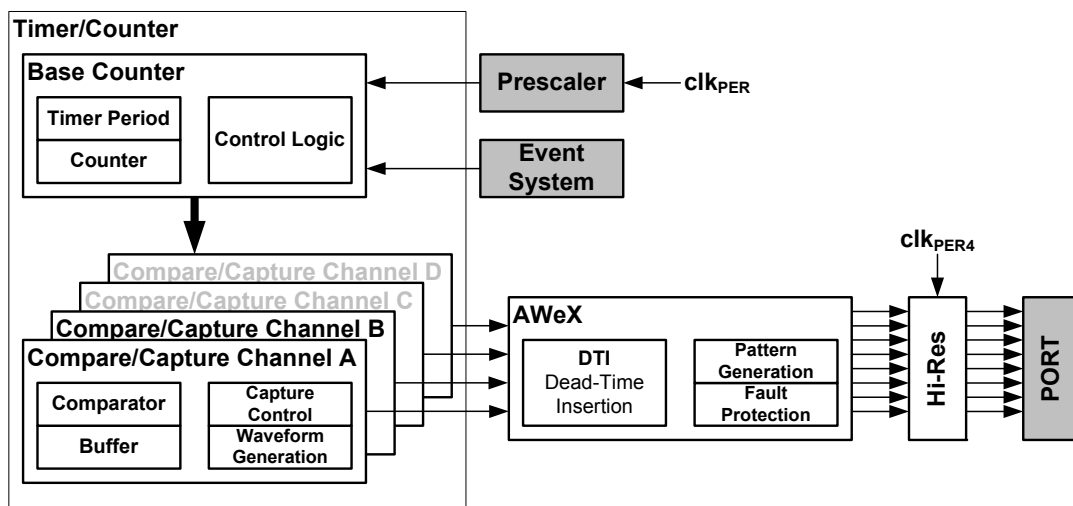 Timer/Counter
Base Counter
Timer Period
Counter
Control Logic
Prescaler
clkPER
Event
System
Compare/Capture Channel D
Compare/Capture Channel C
Compare/Capture Channel B
Compare/Capture Channel A
Comparator
Buffer
Capture
Control
Waveform
Generation
AWeX
DTI
Dead-Time
Insertion
Pattern
Generation
Fault
Protection
clkPER4
Hi-Res
PORT